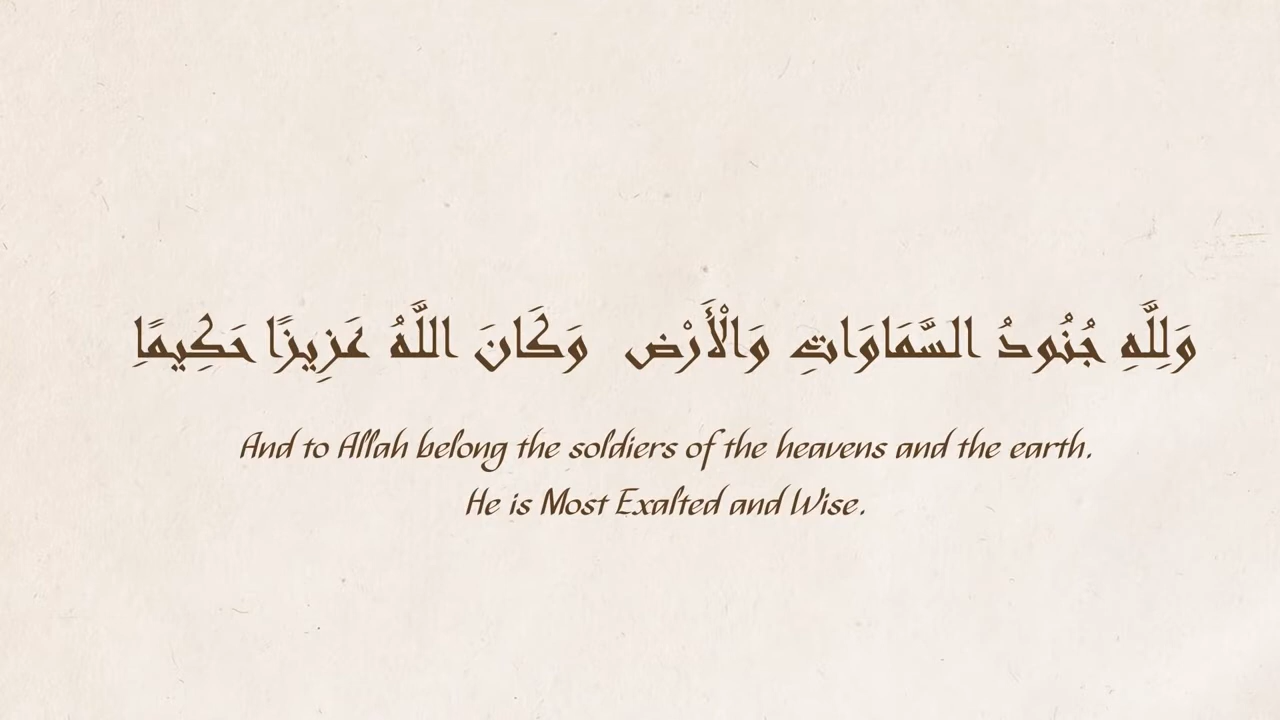 وَلِلَّهِ جُنُودُ السَّمَاوَاتِ وَالْأَرْضِ وَكَانَ اللَّهُ عَزِيزًا حَكِيمًا
And to Allah belong the soldiers of the heavens and the earth.
He is Most Exalted and Wise.